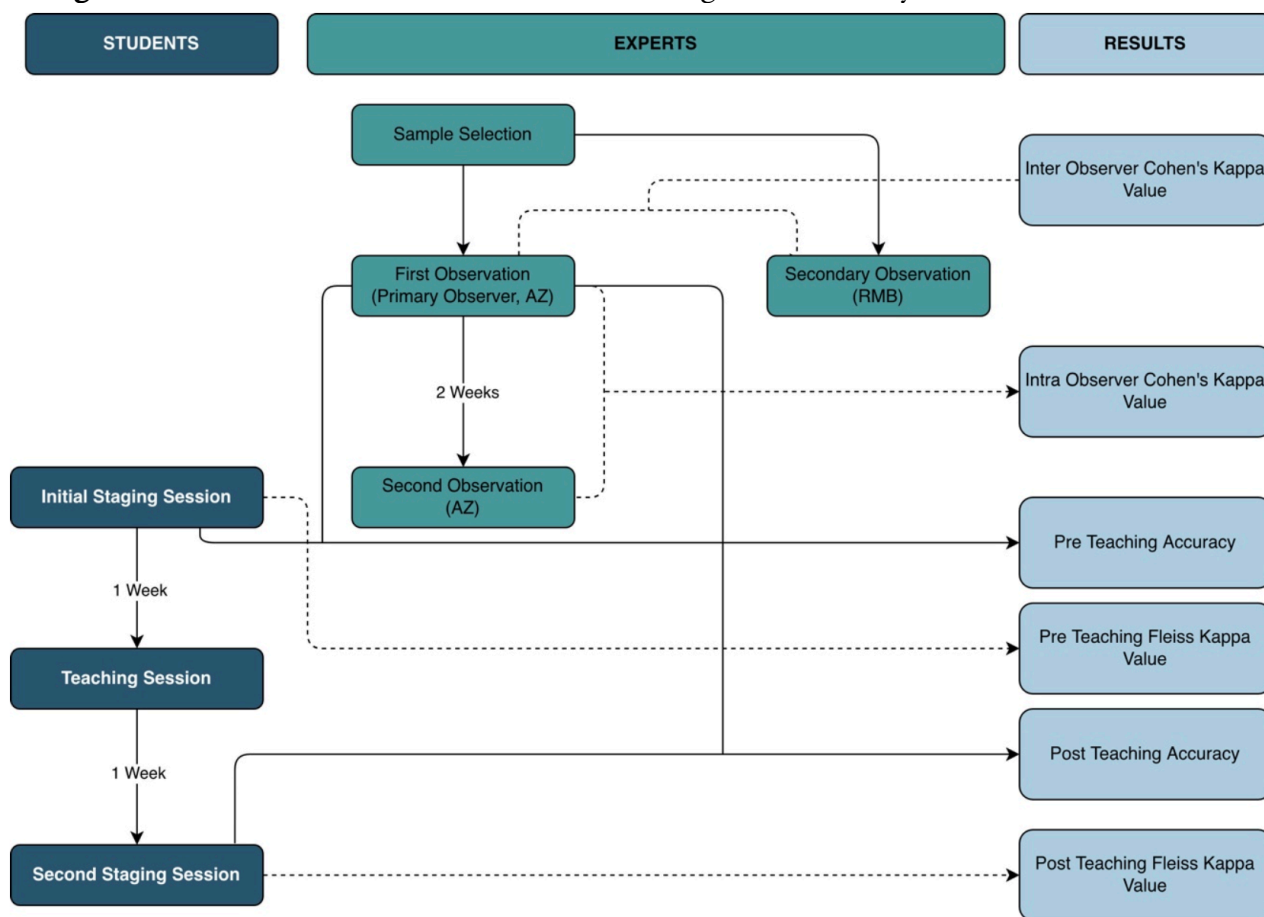 STUDENTS
EXPERTS
RESULTS
Sample Selection
Inter Observer Cohen's Kappa
Value
First Observation
(Primary Observer, AZ)
Secondary Observation
(RMB)
2 Weeks
Intra Observer Cohen's Kappa
Value
Initial Staging Session
Second Observation
(AZ)
Pre Teaching Accuracy
1 Week
Pre Teaching Fleiss Kappa
Value
Teaching Session
Post Teaching Accuracy
1 Week
Second Staging Session
Post Teaching Fleiss Kappa
Value